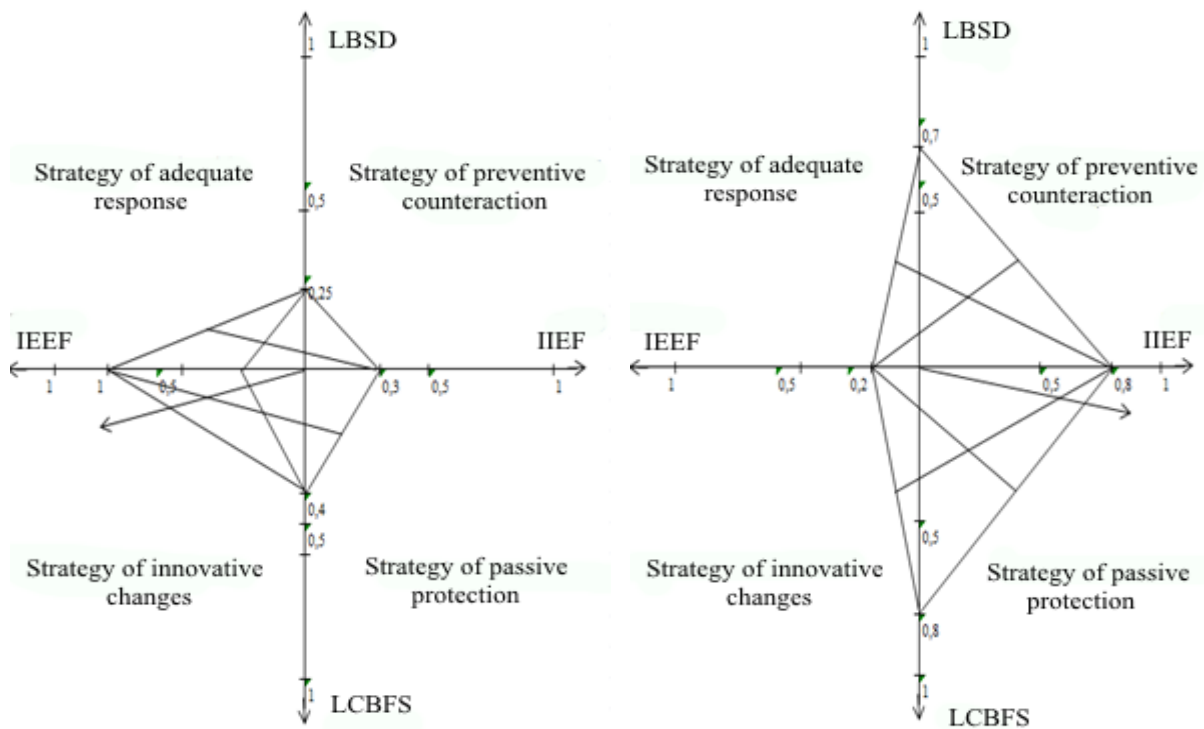 1
LBSD
Strategy of adequate
response
Strategy of preventive
counteraction
0,5
0,25
IEEF
IIEF
1
1
0,5
0,3
0,5
1
0,4
0,5
Strategy of innovative
changes
Strategy of passive
protection
1
LCBFS
1
LBSD
0,7
Strategy of adequate
response
Strategy of preventive
counteraction
0,5
IEEF
IIEF
1
0,5
0,2
0,5
0,8
1
0,5
Strategy of innovative
changes
Strategy of passive
protection
0,8
1
LCBFS